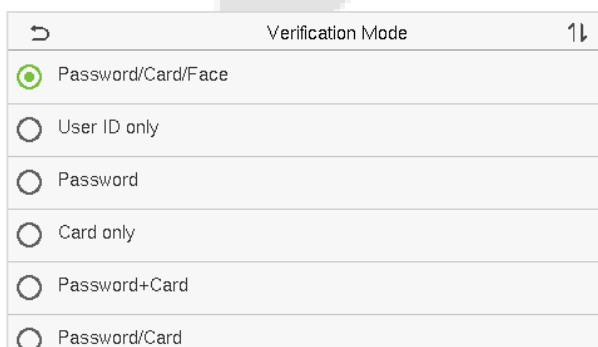 Verification Mode
Password/Card/Face
User ID only
Password
Card only
Password+Card
Password/Card